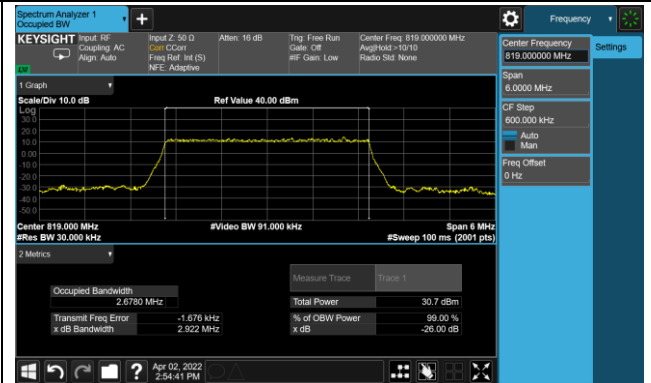 Spectrum Analyzer 1
Occupied BW
Frequency
KEYSIGHT
Input: RF
Coupling: AC
Align: Auto
Input Z: 50 Ω
Corr CCorr
Freq Ref: Int (S)
NFE: Adaptive
Atten: 16 dB
Trig: Free Run
Gate: Off
#IF Gain: Low
Center Freq: 819.000000 MHz
Avg|Hold:>10/10
Radio Std: None
Center Frequency
819.000000 MHz
Settings
Span
6.0000 MHz
CF Step
600.000 kHz
Auto
Man
Freq Offset
0 Hz
1 Graph
Scale/Div 10.0 dB
Ref Value 40.00 dBm
Log
30.0
20.0
10.0
0.00
-10.0
-20.0
-30.0
-40.0
-50.0
Center 819.000 MHz
#Video BW 91.000 kHz
Span 6 MHz
#Res BW 30.000 kHz
#Sweep 100 ms (2001 pts)
2 Metrics
Measure Trace
Trace 1
Occupied Bandwidth
2.6780 MHz
Total Power
30.7 dBm
Transmit Freq Error
-1.676 kHz
% of OBW Power
99.00 %
x dB Bandwidth
2.922 MHz
x dB
-26.00 dB
Apr 02, 2022
2:54:41 PM